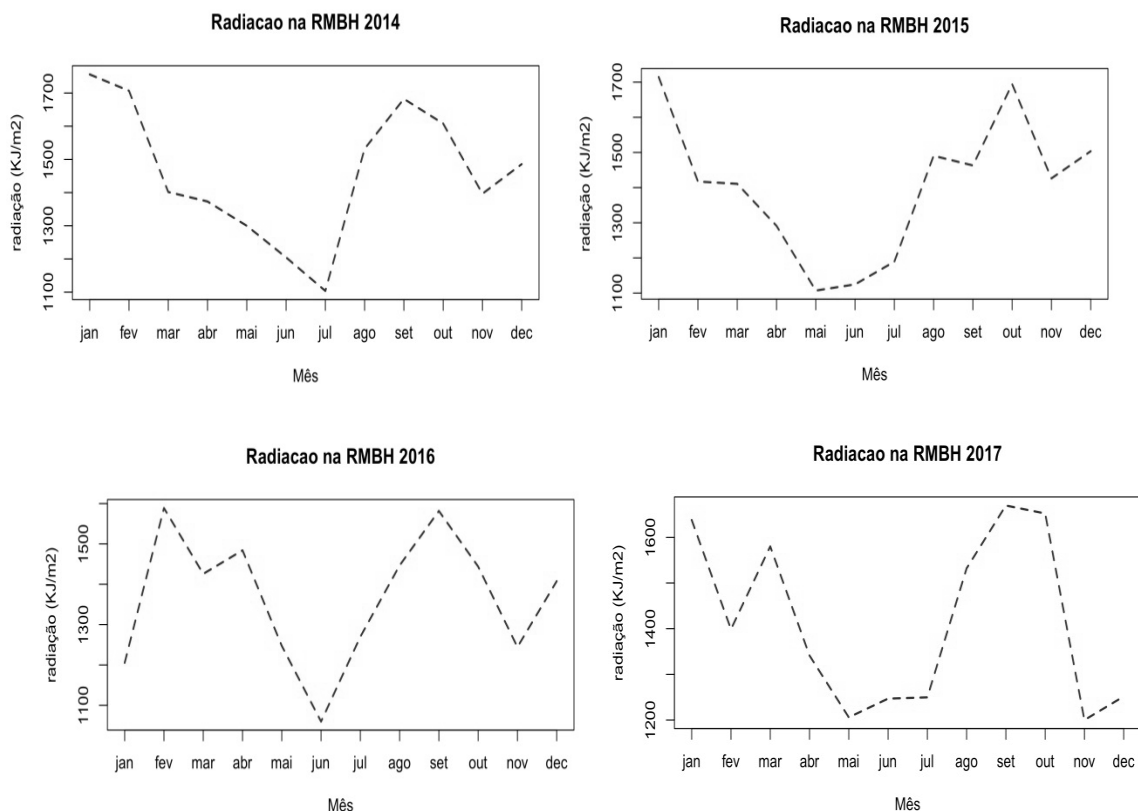 Radiacao na RMBH 2014
radiação (KJ/m2)
1700
1500
1300
1100
jan fev mar abr mai jun jul ago set out nov dec
Mês
Radiacao na RMBH 2015
radiação (KJ/m2)
1700
1500
1300
1100
jan fev mar abr mai jun jul ago set out nov dec
Mês
Radiacao na RMBH 2016
radiação (KJ/m2)
1500
1300
1100
jan fev mar abr mai jun jul ago set out nov dec
Mês
Radiacao na RMBH 2017
radiação (KJ/m2)
1600
1400
1200
jan fev mar abr mai jun jul ago set out nov dec
Mês